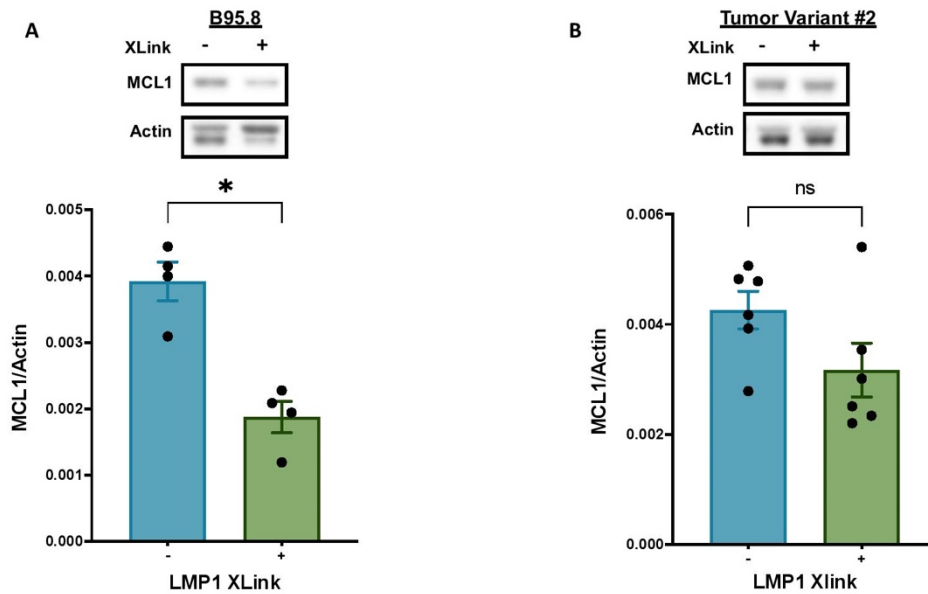 A
B95.8
XLink - +
MCL1
Actin
*
0.005
0.004
0.003
0.002
0.001
0.000
MCL1/Actin
- +
LMP1 XLink
B
Tumor Variant #2
XLink - +
MCL1
Actin
ns
0.006
0.004
0.002
0.000
MCL1/Actin
- +
LMP1 Xlink